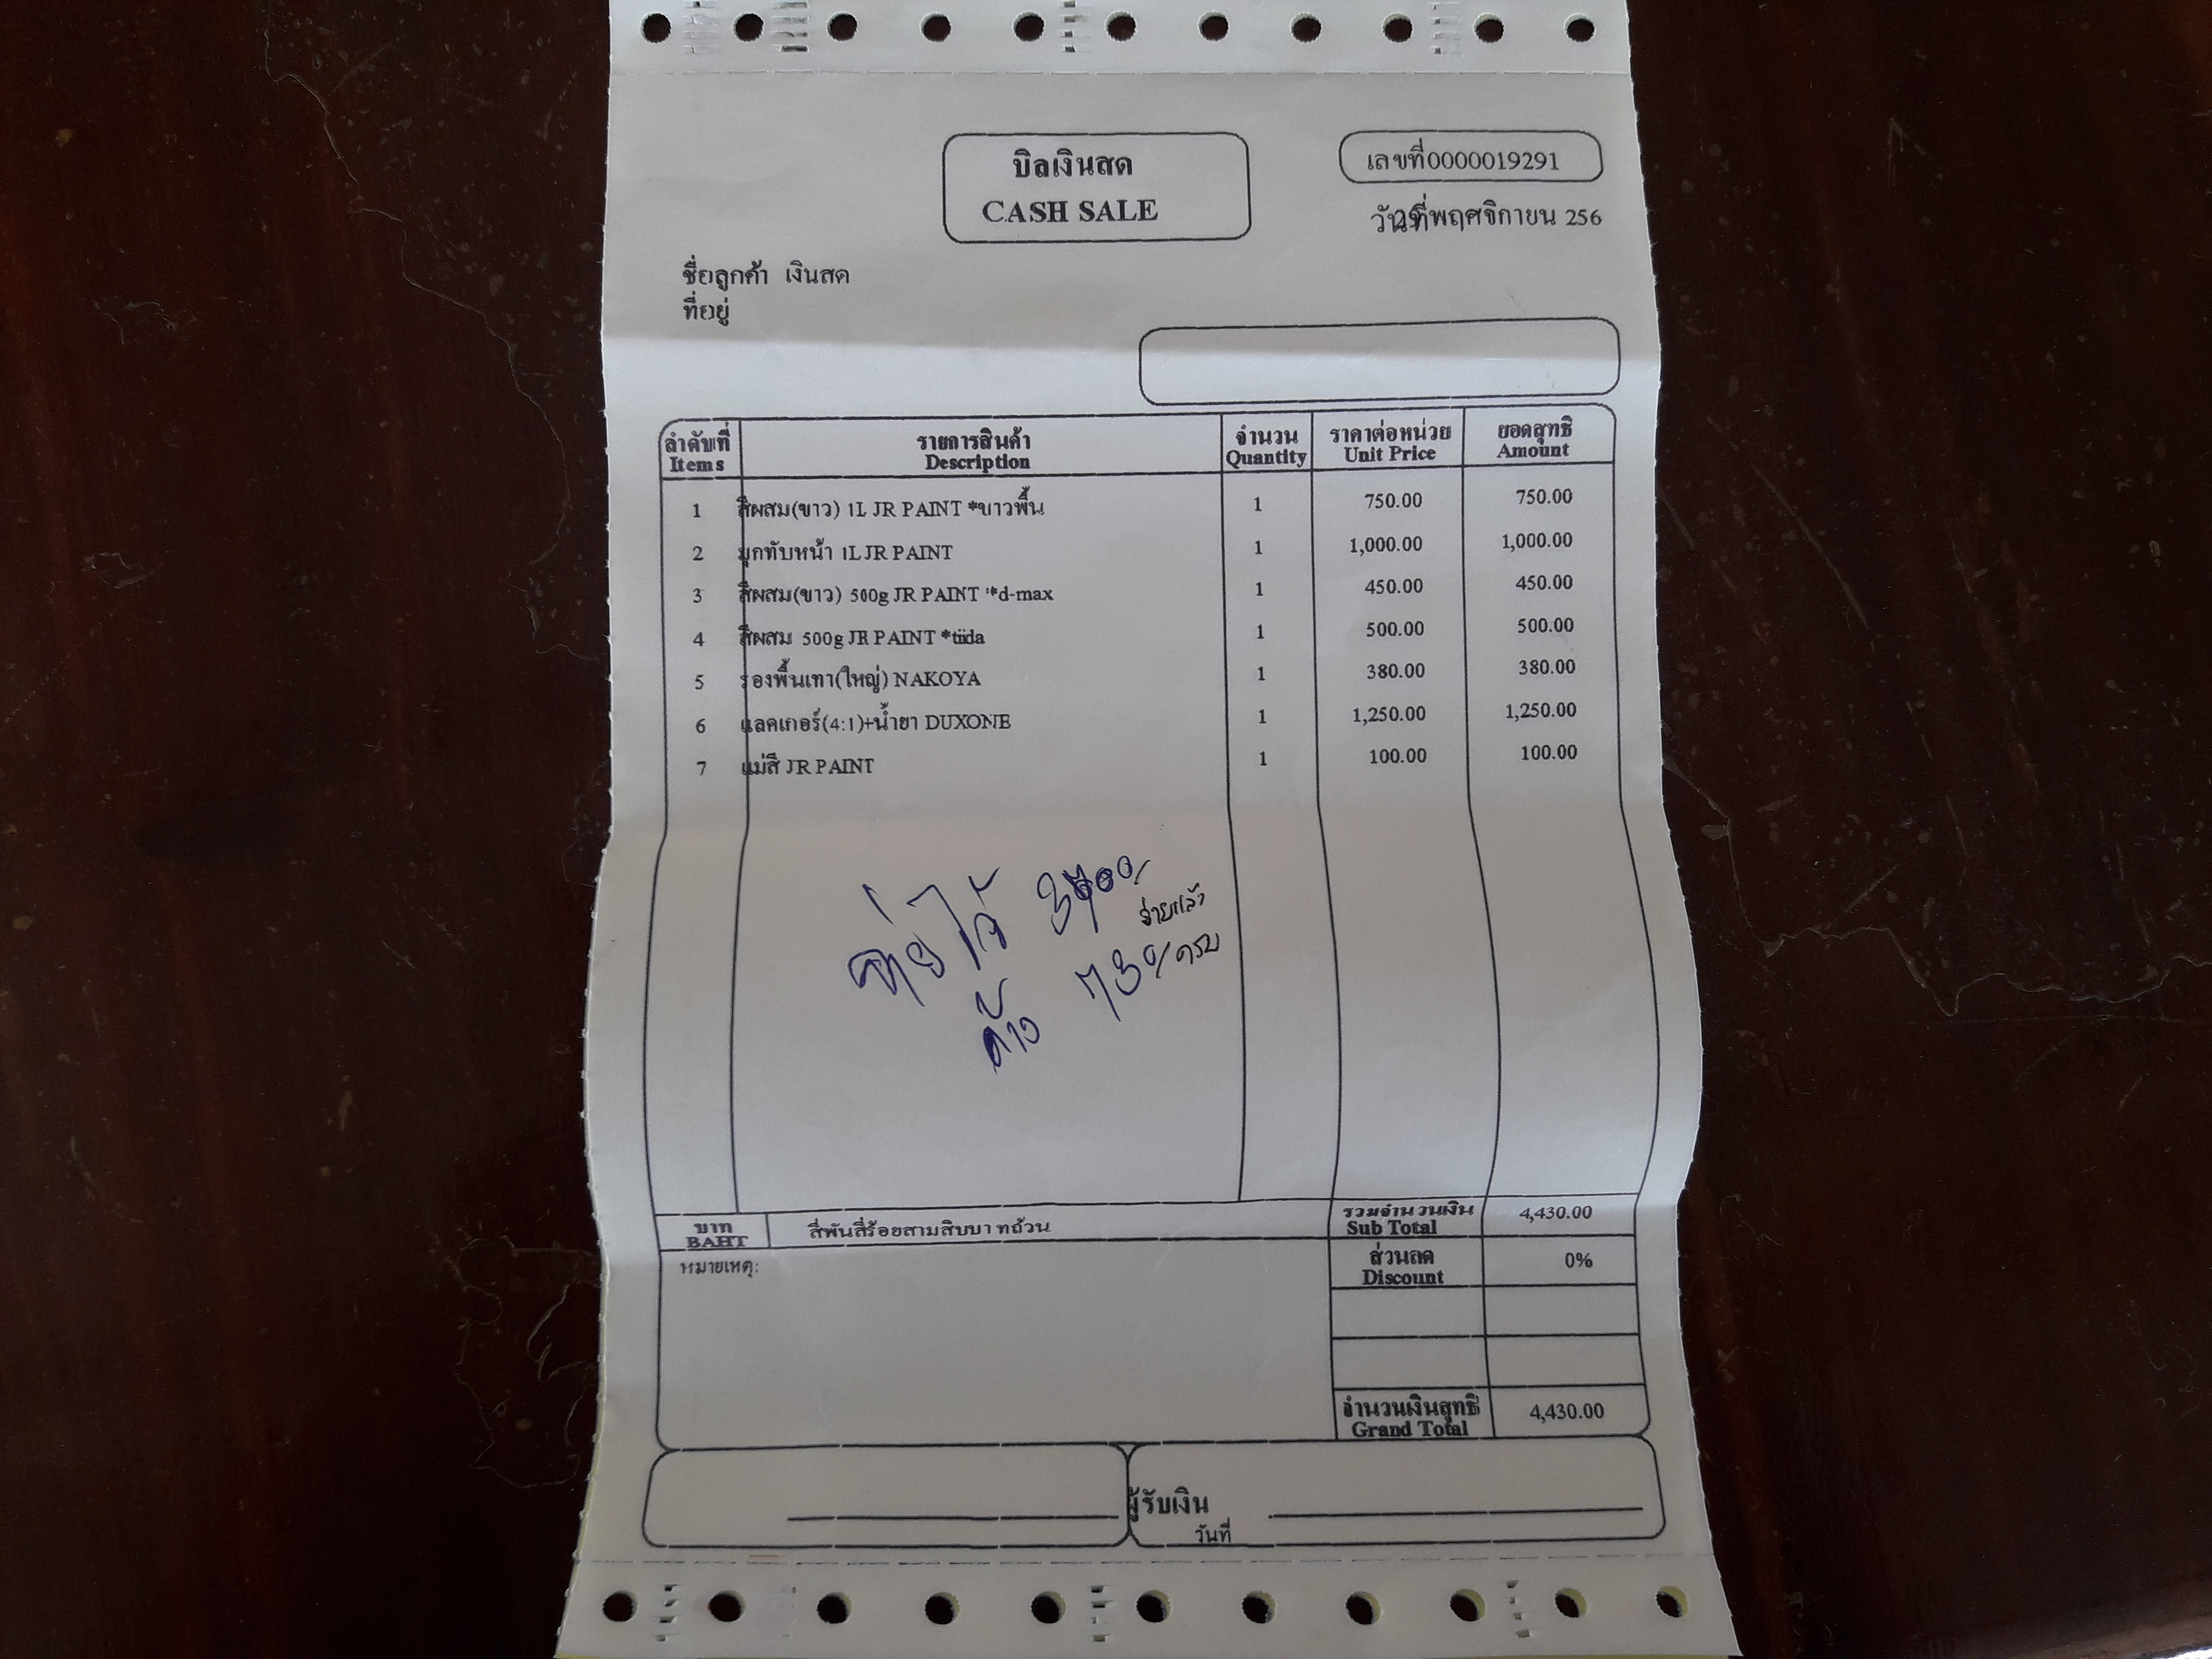 บิลเงินสด
CASH SALE
เลขที่0000019291
วันที่ พฤศจิกายน 256
ชื่อลูกค้า เงินสด
ที่อยู่
ลำดับที่ รายการสินค้า จำนวน ราคาต่อหน่วย ยอดสุทธิ
Items Description Quantity Unit Price Amount
1 สีผสม(ขาว) 1L JR PAINT *ขาวพื้น 1 750.00 750.00
2 มุกทับหน้า 1L JR PAINT 1 1,000.00 1,000.00
3 สีผสม(ขาว) 500g JR PAINT *d-max 1 450.00 450.00
4 สีผสม 500g JR PAINT *tiida 1 500.00 500.00
5 รองพื้นเทา(ใหญ่) NAKOYA 1 380.00 380.00
6 แลคเกอร์(4:1)+น้ำยา DUXONE 1 1,250.00 1,250.00
7 แม่สี JR PAINT 1 100.00 100.00
จ่ายไว้
จ่ายแล้ว
ค้าง 730/ ครบ
บาท สี่พันสี่ร้อยสามสิบบาทถ้วน รวมจำนวนเงิน 4,430.00
BAHT Sub Total
หมายเหตุ: ส่วนลด 0%
Discount
จำนวนเงินสุทธิ 4,430.00
Grand Total
ผู้รับเงิน
วันที่